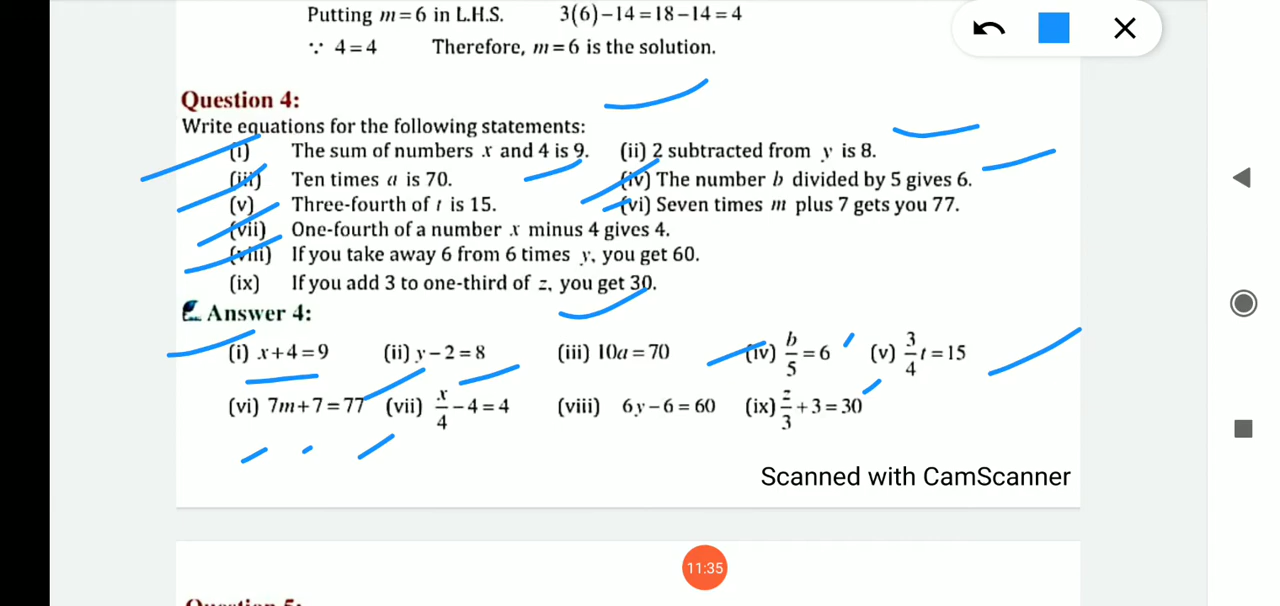 Putting m=6 in L.H.S. 3(6)−14=18−14=4
∵ 4=4 Therefore, m=6 is the solution.
Question 4:
Write equations for the following statements:
(i) The sum of numbers x and 4 is 9. (ii) 2 subtracted from y is 8.
(iii) Ten times a is 70. (iv) The number b divided by 5 gives 6.
(v) Three-fourth of t is 15. (vi) Seven times m plus 7 gets you 77.
(vii) One-fourth of a number x minus 4 gives 4.
(viii) If you take away 6 from 6 times y, you get 60.
(ix) If you add 3 to one-third of z, you get 30.
Answer 4:
(i) x+4=9 (ii) y−2=8 (iii) 10a=70 (iv) b/5=6 (v) 3/4 t=15
(vi) 7m+7=77 (vii) x/4−4=4 (viii) 6y−6=60 (ix) z/3+3=30
Scanned with CamScanner
11:35
Question 5: